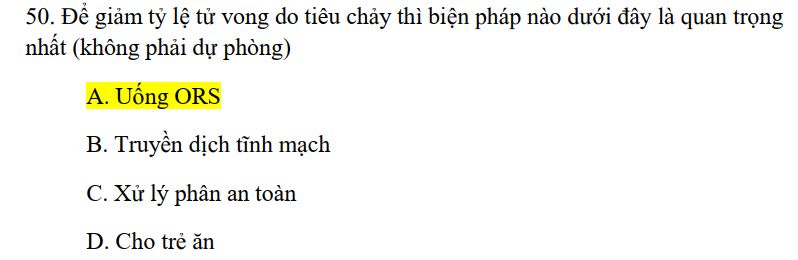 50. Để giảm tỷ lệ tử vong do tiêu chảy thì biện pháp nào dưới đây là quan trọng
nhất (không phải dự phòng)
A. Uống ORS
B. Truyền dịch tĩnh mạch
C. Xử lý phân an toàn
D. Cho trẻ ăn